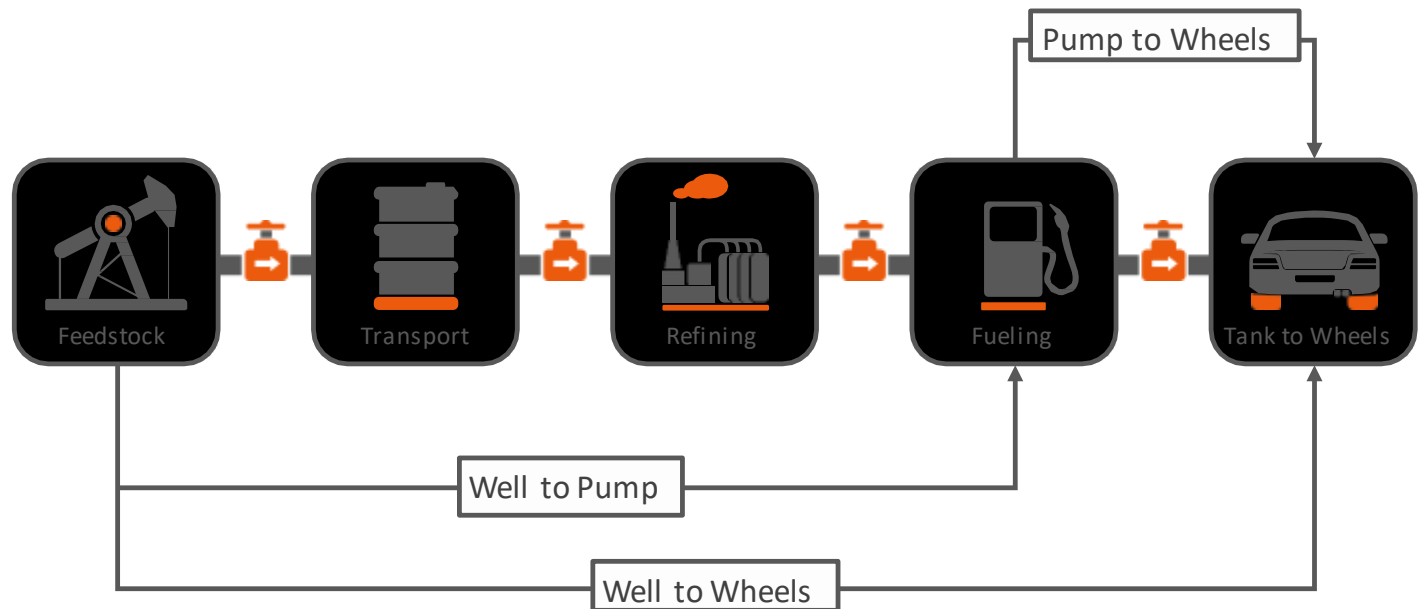 Pump to Wheels
Feedstock
Transport
Refining
Fueling
Tank to Wheels
Well to Pump
Well to Wheels